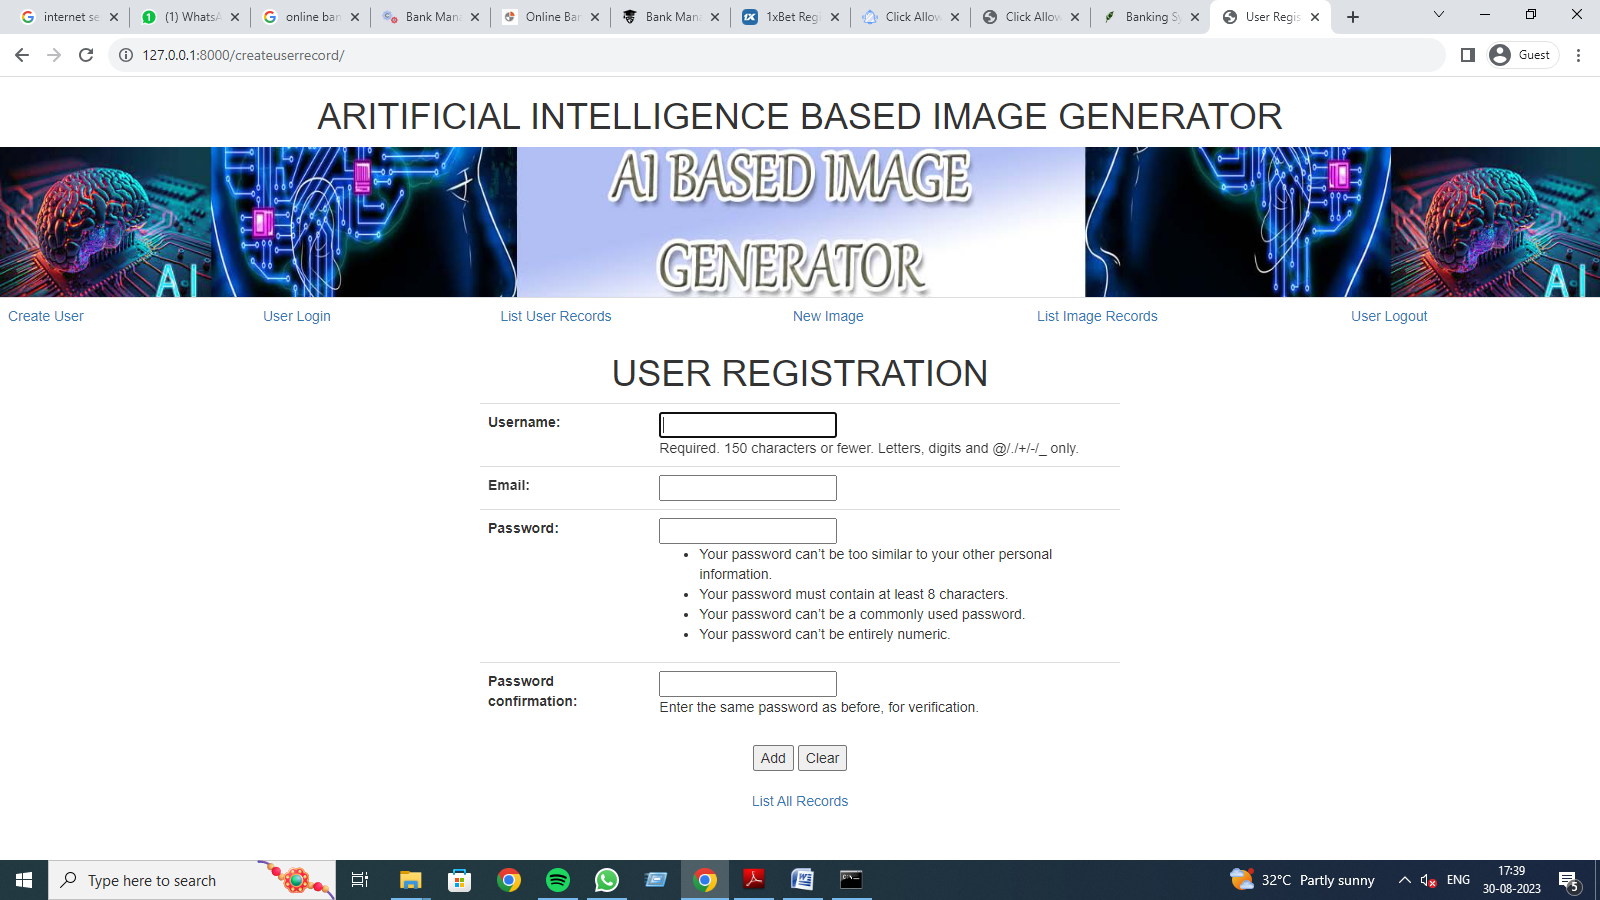 internet se
(1) WhatsA
online ban
Bank Mana
Online Ban
Bank Mana
1xBet Regi
Click Allow
Click Allow
Banking Sy
User Regis
127.0.0.1:8000/createuserrecord/
Guest
ARITIFICIAL INTELLIGENCE BASED IMAGE GENERATOR
AI BASED IMAGE
GENERATOR
AI
AI
Create User
User Login
List User Records
New Image
List Image Records
User Logout
USER REGISTRATION
Username:
Required. 150 characters or fewer. Letters, digits and @/./+/-/_ only.
Email:
Password:
• Your password can’t be too similar to your other personal
information.
• Your password must contain at least 8 characters.
• Your password can’t be a commonly used password.
• Your password can’t be entirely numeric.
Password
confirmation:
Enter the same password as before, for verification.
Add Clear
List All Records
Type here to search
32°C Partly sunny
ENG
17:39
30-08-2023
5